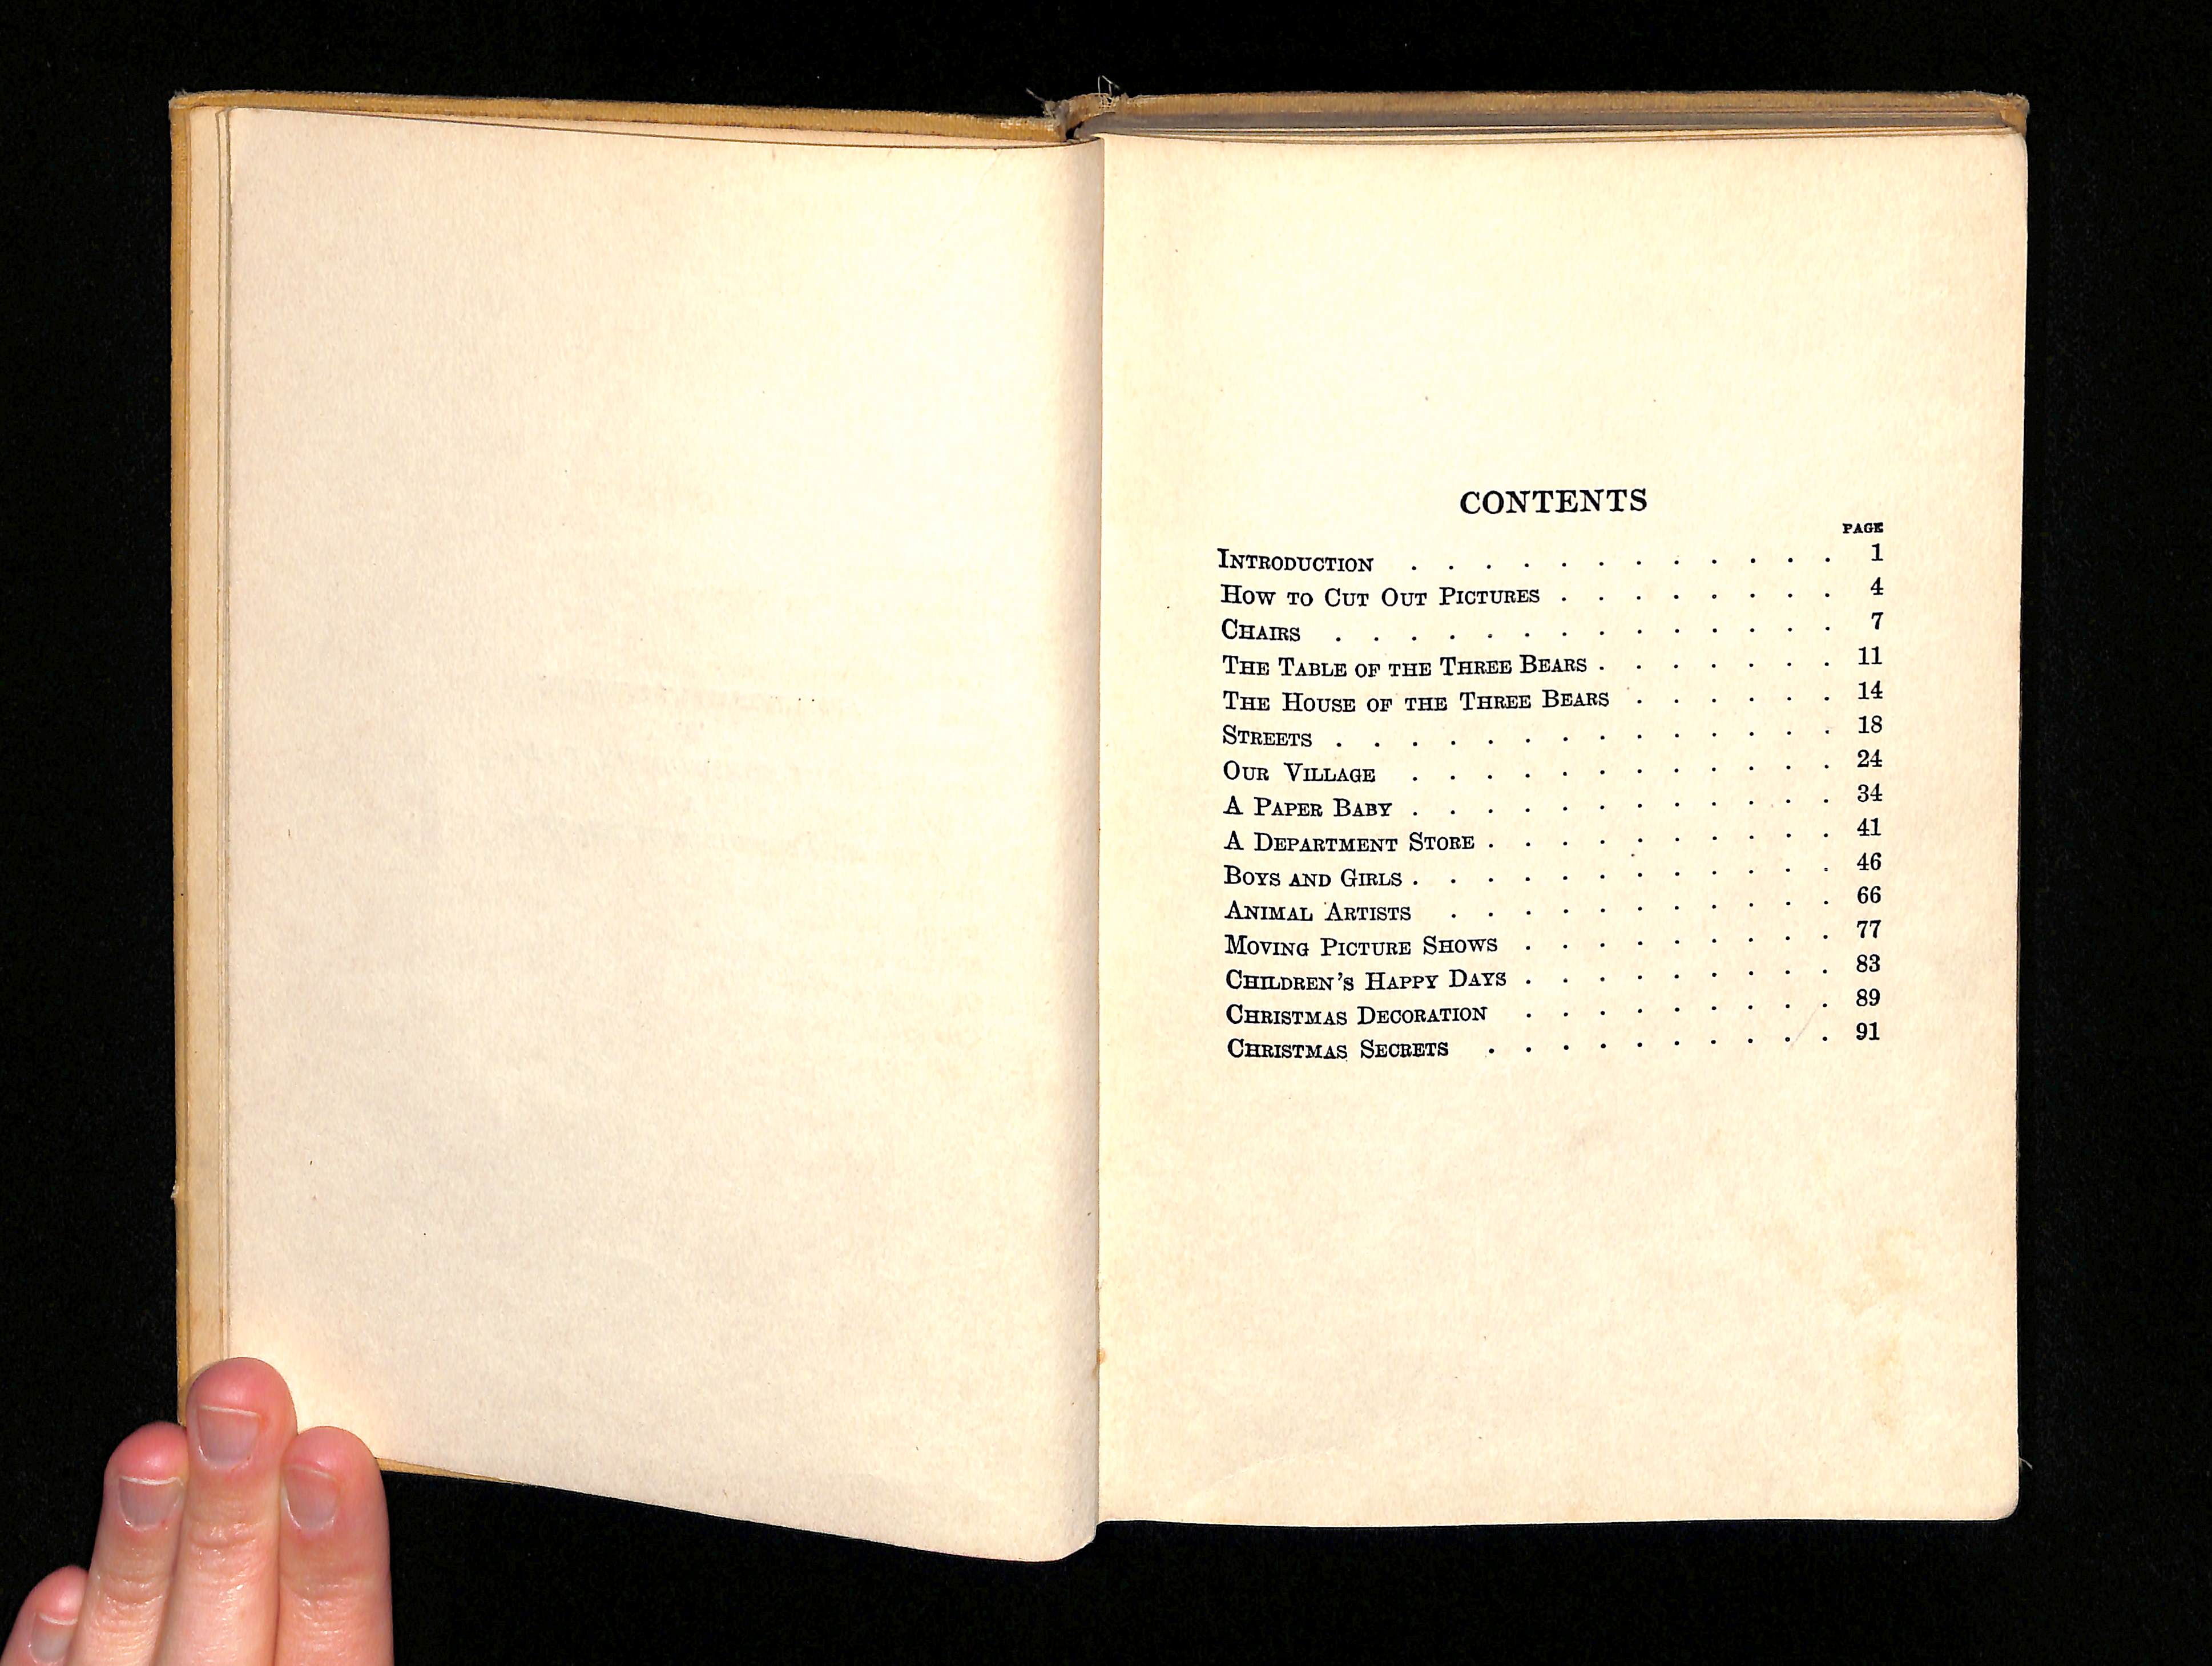 CONTENTS
PAGE
INTRODUCTION . . . . . . . . . . . . 1
HOW TO CUT OUT PICTURES . . . . . . . . 4
CHAIRS . . . . . . . . . . . . . . 7
THE TABLE OF THE THREE BEARS . . . . . . . 11
THE HOUSE OF THE THREE BEARS . . . . . . 14
STREETS . . . . . . . . . . . . . . 18
OUR VILLAGE . . . . . . . . . . . . 24
A PAPER BABY . . . . . . . . . . . . 34
A DEPARTMENT STORE . . . . . . . . . . 41
BOYS AND GIRLS . . . . . . . . . . . . 46
ANIMAL ARTISTS . . . . . . . . . . . 66
MOVING PICTURE SHOWS . . . . . . . . . 77
CHILDREN'S HAPPY DAYS . . . . . . . . . 83
CHRISTMAS DECORATION . . . . . . . . . 89
CHRISTMAS SECRETS . . . . . . . . . . 91